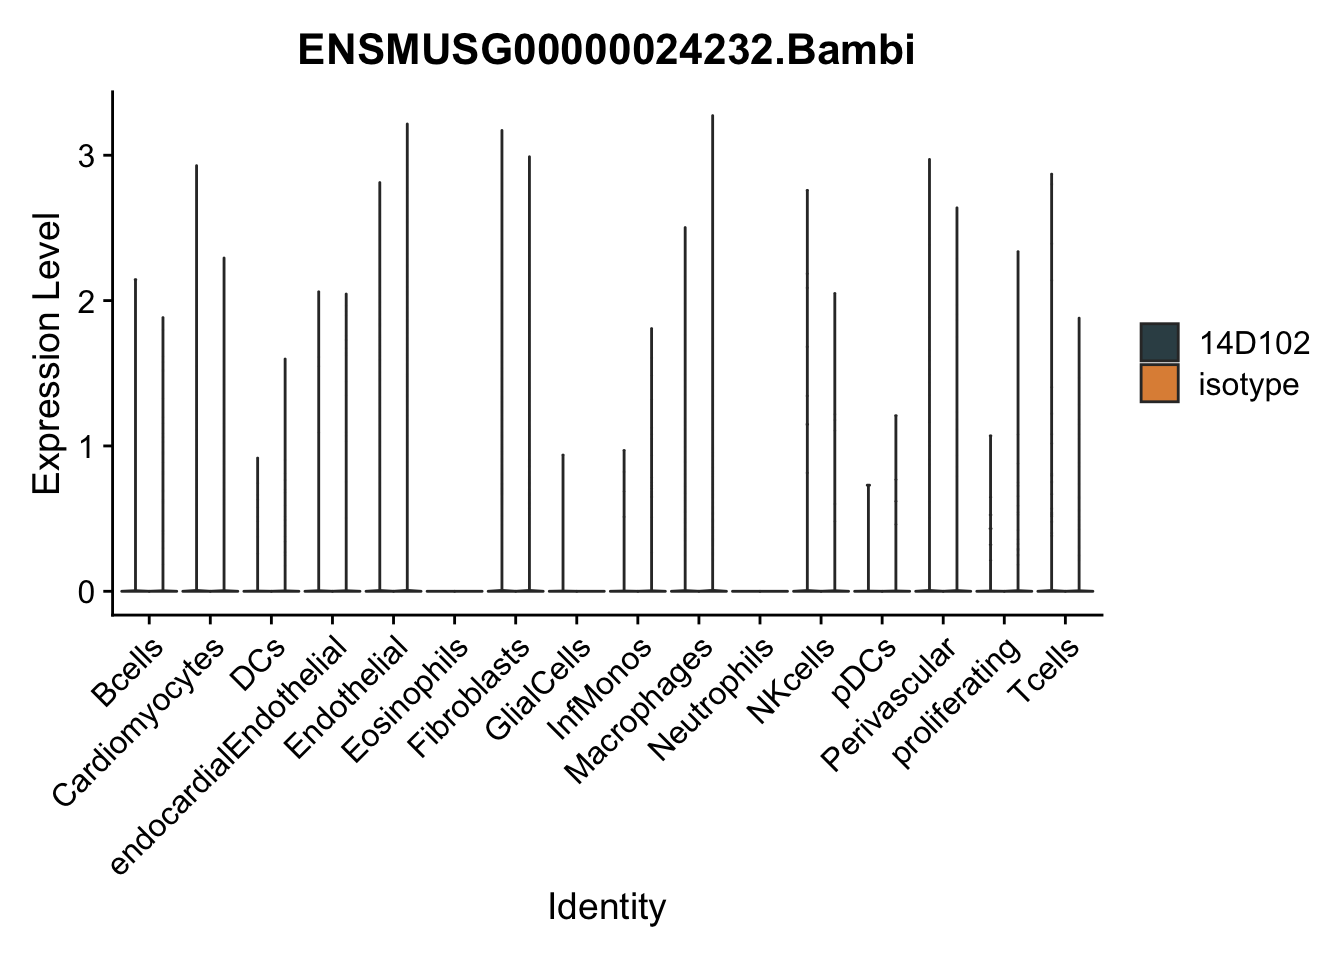 ENSMUSG00000024232.Bambi
Expression Level
3
2
1
0
Bcells
Cardiomyocytes
DCs
endocardialEndothelial
Endothelial
Eosinophils
Fibroblasts
GlialCells
InfMonos
Macrophages
Neutrophils
NKcells
pDCs
Perivascular
proliferating
Tcells
Identity
14D102
isotype